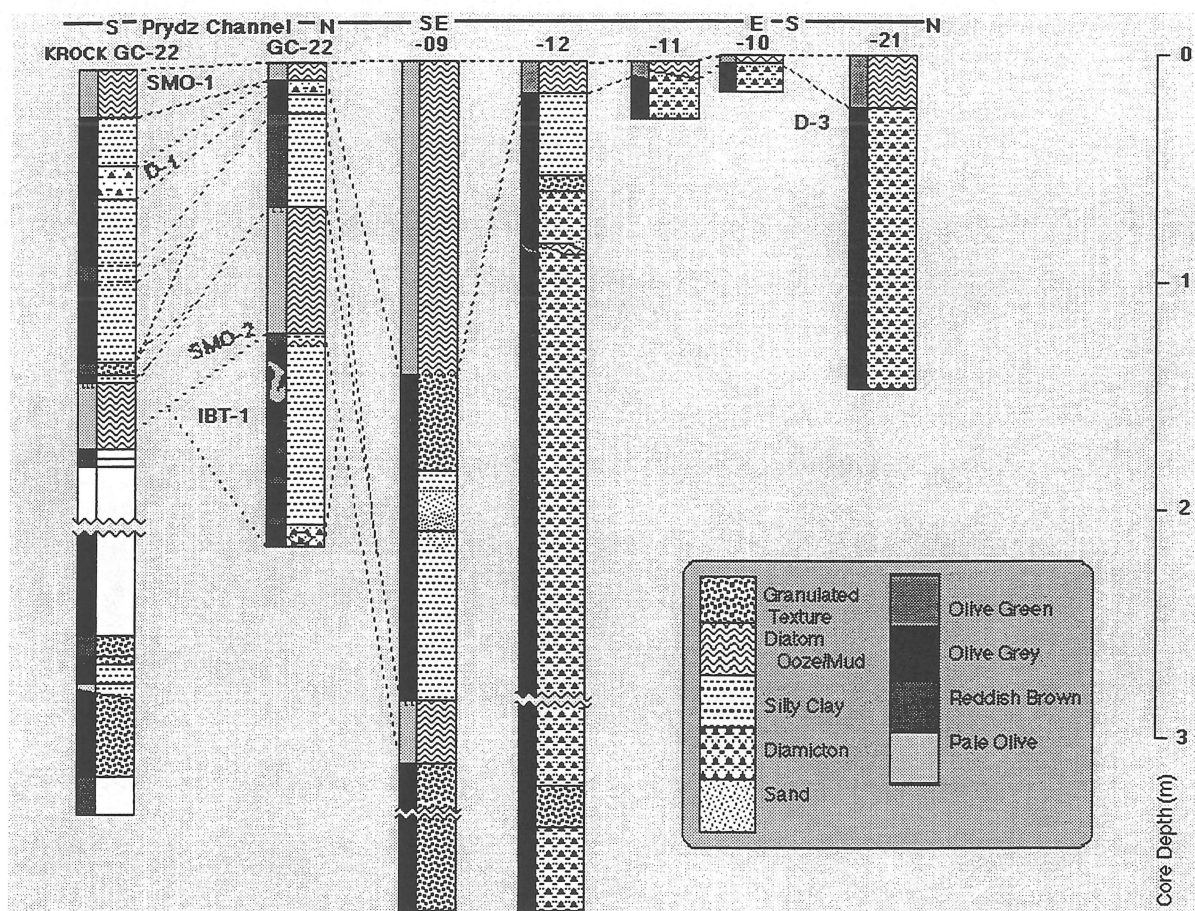 S Prydz Channel N SE E S N
KROCK GC-22 GC-22 -09 -12 -11 -10 -21
0
SMO-1
D-3
D-1
1
SMO-2
IBT-1
2
Granulated
Texture
Diatom
Ooze/Mud
Silty Clay
Diamicton
Sand
Olive Green
Olive Grey
Reddish Brown
Pale Olive
3
Core Depth (m)